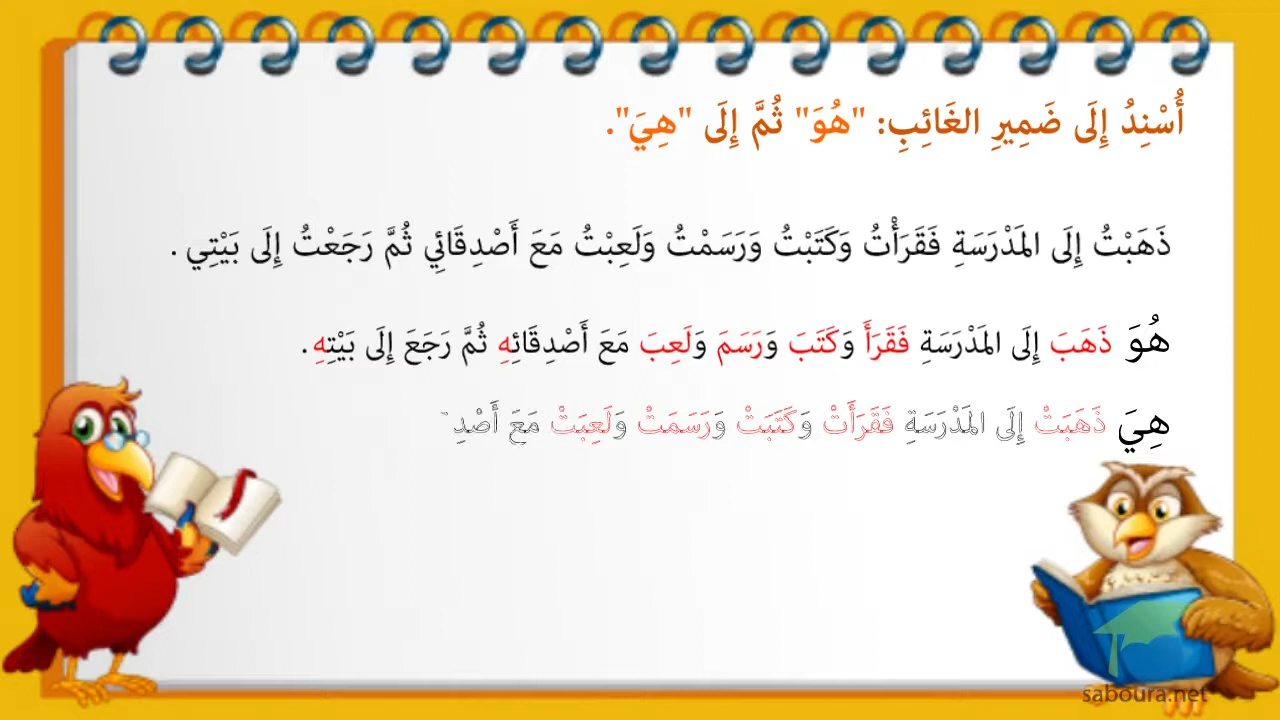 أُسْنِدُ إِلَى ضَمِيرِ الغَائِبِ: "هُوَ" ثُمَّ إِلَى "هِيَ".
ذَهَبْتُ إِلَى المَدْرَسَةِ فَقَرَأْتُ وَكَتَبْتُ وَرَسَمْتُ وَلَعِبْتُ مَعَ أَصْدِقَائِي ثُمَّ رَجَعْتُ إِلَى بَيْتِي .
هُوَ ذَهَبَ إِلَى المَدْرَسَةِ فَقَرَأَ وَكَتَبَ وَرَسَمَ وَلَعِبَ مَعَ أَصْدِقَائِهِ ثُمَّ رَجَعَ إِلَى بَيْتِهِ .
هِيَ ذَهَبَتْ إِلَى المَدْرَسَةِ فَقَرَأَتْ وَكَتَبَتْ وَرَسَمَتْ وَلَعِبَتْ مَعَ أَصْدِ
saboura.net